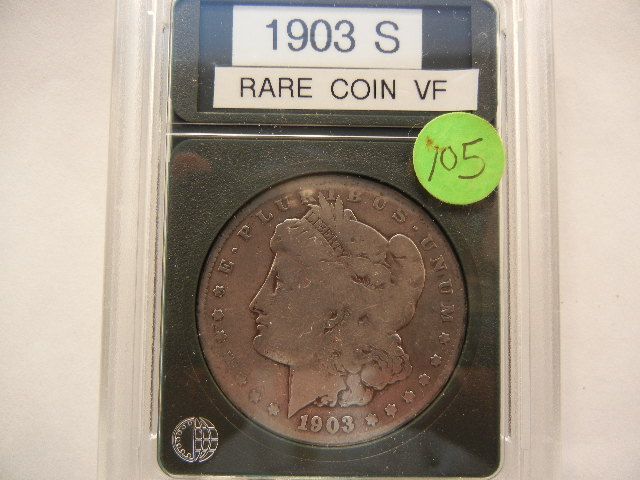 1903 S
RARE COIN VF
105
E·PLURIBUS·UNUM
LIBERTY
1903